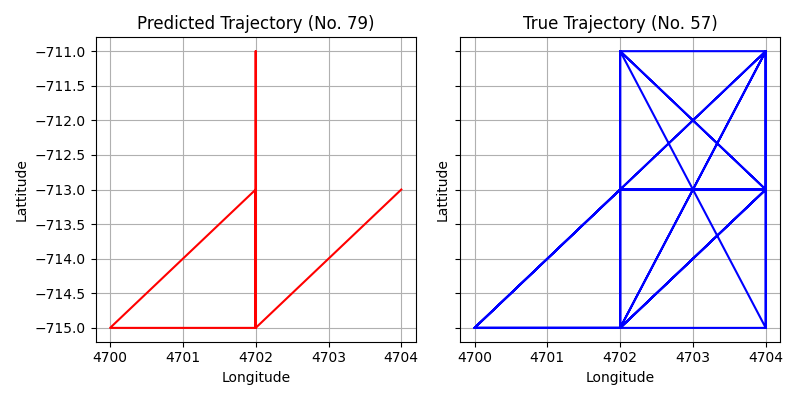 Predicted Trajectory (No. 79)
True Trajectory (No. 57)
Lattitude
−711.0
−711.5
−712.0
−712.5
−713.0
−713.5
−714.0
−714.5
−715.0
4700 4701 4702 4703 4704
Longitude
Lattitude
4700 4701 4702 4703 4704
Longitude